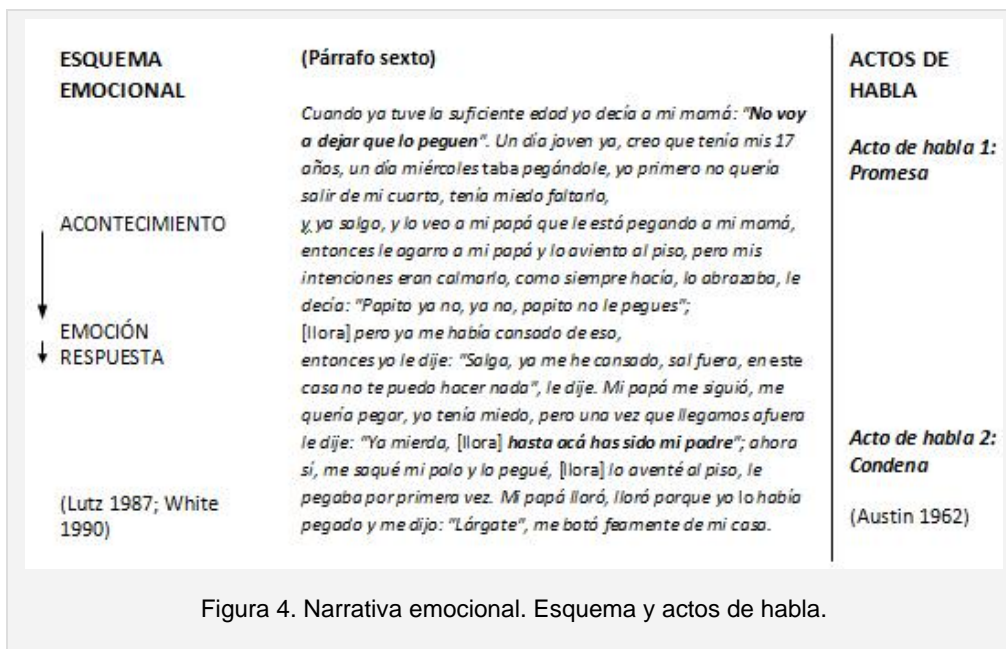 ESQUEMA
EMOCIONAL
ACONTECIMIENTO
EMOCIÓN
RESPUESTA
(Lutz 1987; White
1990)
(Párrafo sexto)
Cuando ya tuve la suficiente edad yo decía a mi mamá: "No voy
a dejar que lo peguen". Un día joven ya, creo que tenía mis 17
años, un día miércoles taba pegándole, yo primero no quería
salir de mi cuarto, tenía miedo faltarlo,
y ya salgo, y lo veo a mi papá que le está pegando a mi mamá,
entonces le agarro a mi papá y lo aviento al piso, pero mis
intenciones eran calmarlo, como siempre hacía, lo abrazaba, le
decía: "Papito ya no, ya no, papito no le pegues";
[llora] pero ya me había cansado de eso,
entonces yo le dije: "Salga, ya me he cansado, sal fuera, en este
casa no te puedo hacer nada", le dije. Mi papá me siguió, me
quería pegar, yo tenía miedo, pero una vez que llegamos afuera
le dije: "Ya mierda, [llora] hasta acá has sido mi padre"; ahora
sí, me saqué mi polo y lo pegué, [llora] lo aventé al piso, le
pegaba por primera vez. Mi papá lloró, lloró porque yo lo había
pegado y me dijo: "Lárgate", me botó feamente de mi casa.
ACTOS DE
HABLA
Acto de habla 1:
Promesa
Acto de habla 2:
Condena
(Austin 1962)
Figura 4. Narrativa emocional. Esquema y actos de habla.